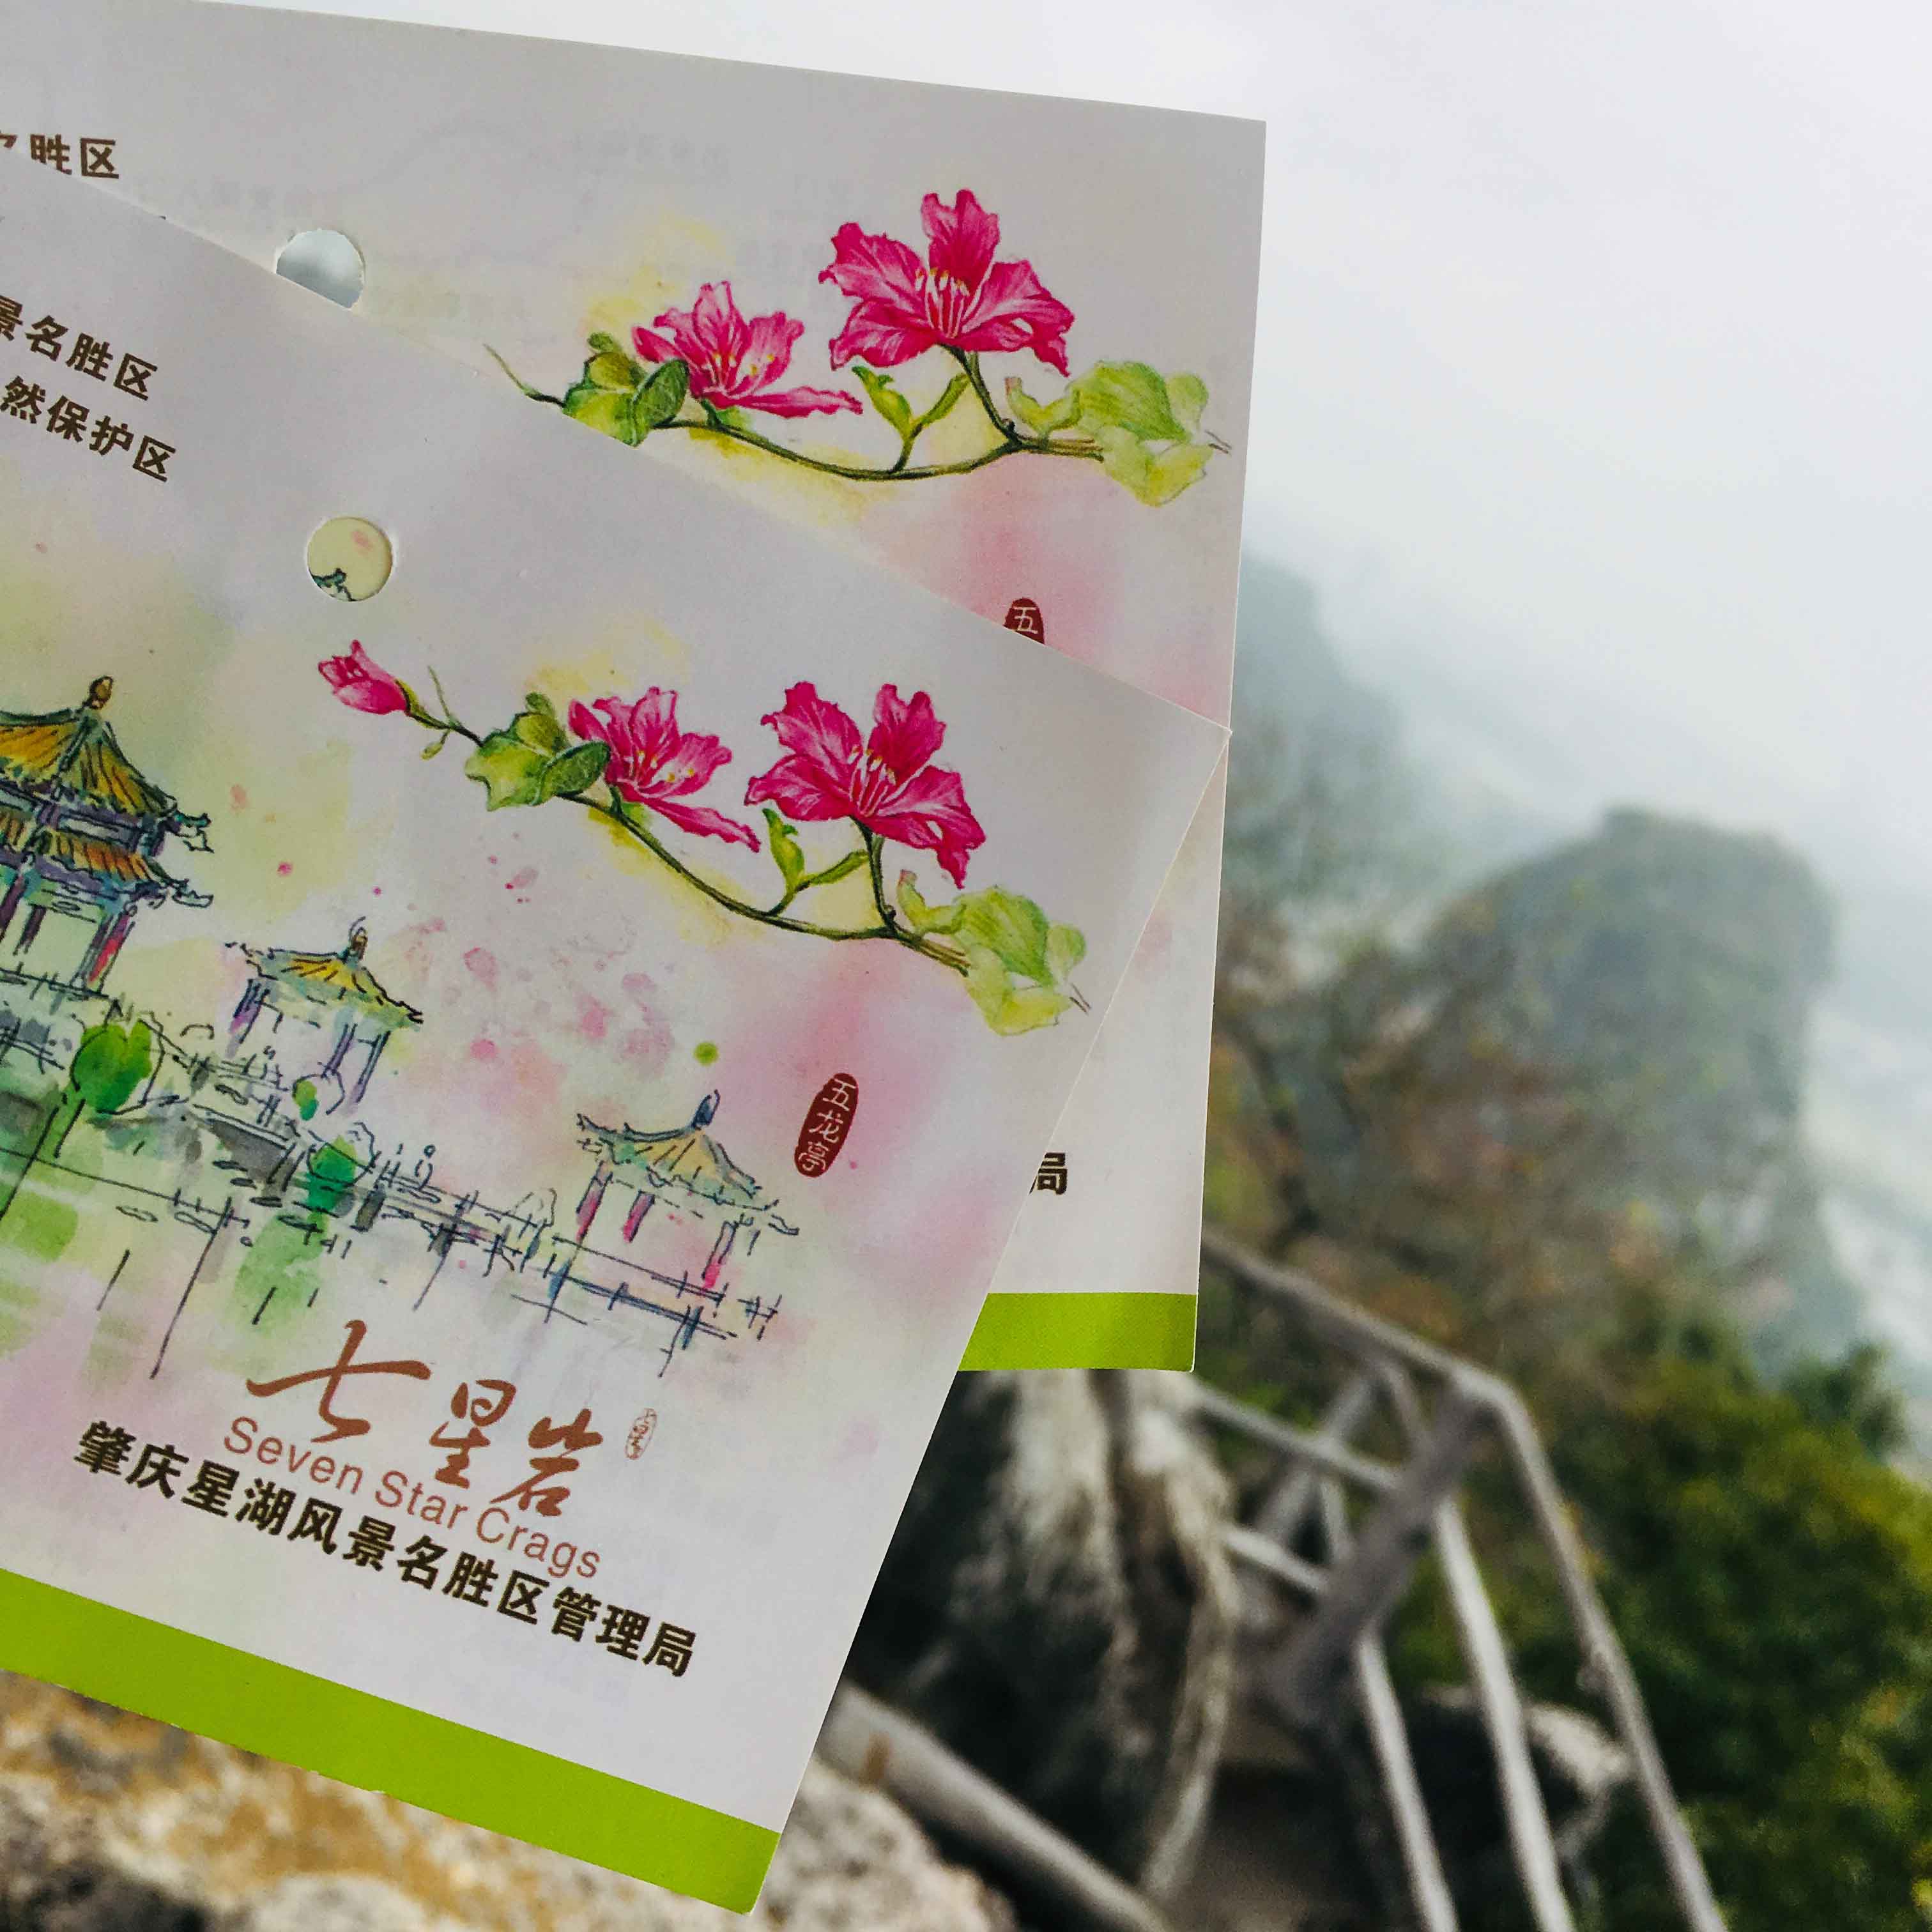 名胜区
景名胜区
然保护区
五
五龙亭
局
七星岩
Seven Star Crags
肇庆星湖风景名胜区管理局